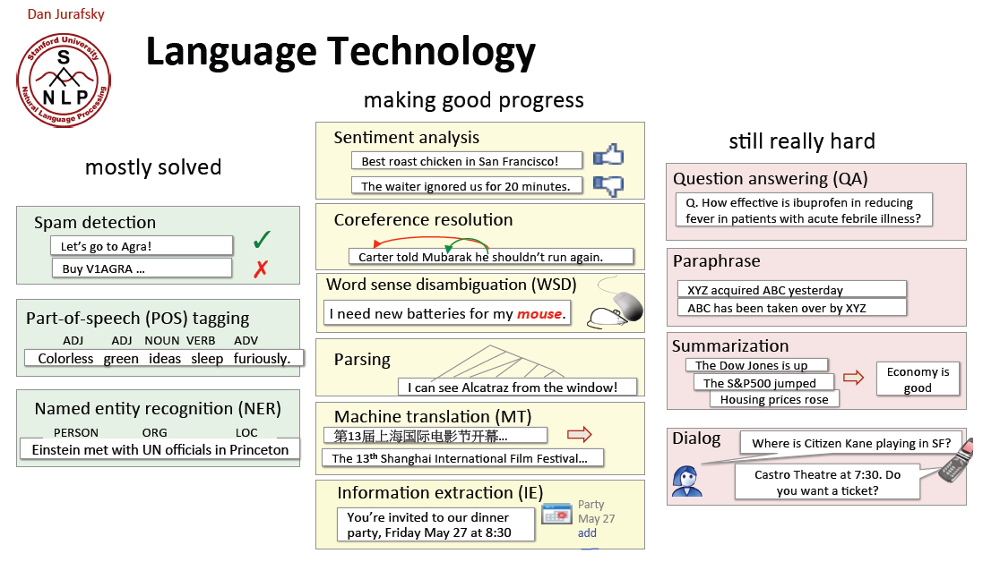 Dan Jurafsky
Stanford University
S
NLP
Natural Language Processing
Language Technology
mostly solved
Spam detection
Let's go to Agra!
Buy V1AGRA …
Part-of-speech (POS) tagging
ADJ ADJ NOUN VERB ADV
Colorless green ideas sleep furiously.
Named entity recognition (NER)
PERSON ORG LOC
Einstein met with UN officials in Princeton
making good progress
Sentiment analysis
Best roast chicken in San Francisco!
The waiter ignored us for 20 minutes.
Coreference resolution
Carter told Mubarak he shouldn't run again.
Word sense disambiguation (WSD)
I need new batteries for my mouse.
Parsing
I can see Alcatraz from the window!
Machine translation (MT)
第13届上海国际电影节开幕…
The 13th Shanghai International Film Festival…
Information extraction (IE)
You're invited to our dinner
party, Friday May 27 at 8:30
Party
May 27
add
still really hard
Question answering (QA)
Q. How effective is ibuprofen in reducing
fever in patients with acute febrile illness?
Paraphrase
XYZ acquired ABC yesterday
ABC has been taken over by XYZ
Summarization
The Dow Jones is up
The S&P500 jumped
Housing prices rose
Economy is
good
Dialog
Where is Citizen Kane playing in SF?
Castro Theatre at 7:30. Do
you want a ticket?